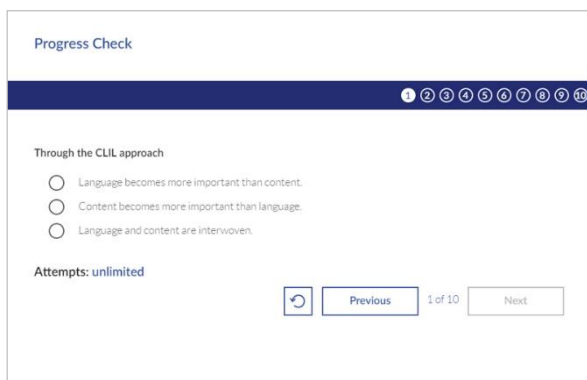 Progress Check
1 2 3 4 5 6 7 8 9 10
Through the CLIL approach
Language becomes more important than content.
Content becomes more important than language.
Language and content are interwoven.
Attempts: unlimited
Previous 1 of 10 Next